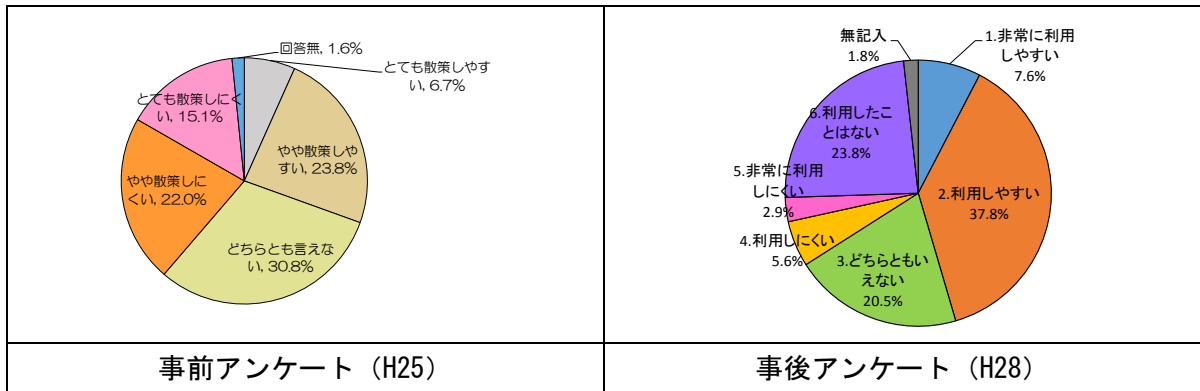 回答無, 1.6%
とても散策しやす
い, 6.7%
やや散策しや
すい, 23.8%
どちらとも言えな
い, 30.8%
やや散策しに
くい, 22.0%
とても散策しにく
い, 15.1%
事前アンケート（H25）
無記入
1.8%
1.非常に利用
しやすい
7.6%
2.利用しやすい
37.8%
3.どちらともい
えない
20.5%
4.利用しにくい
5.6%
5.非常に利用
しにくい
2.9%
6.利用したこ
とはない
23.8%
事後アンケート（H28）